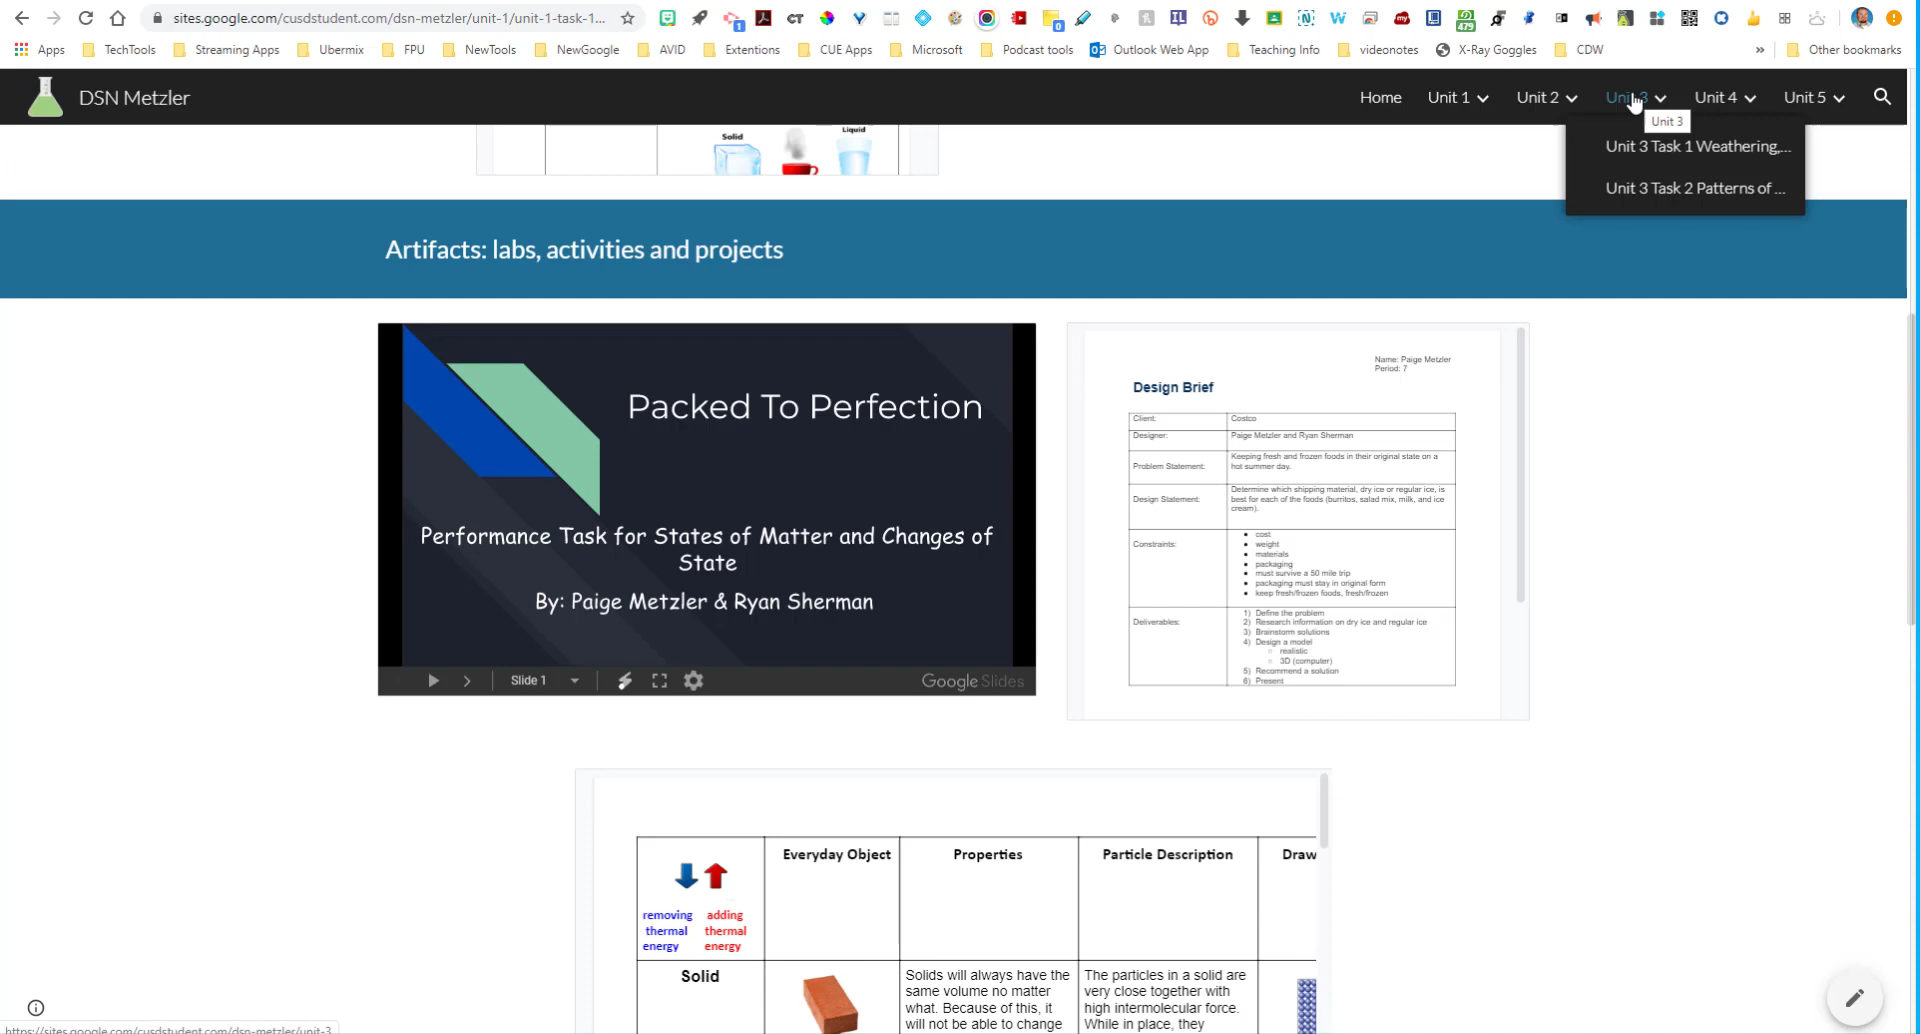 sites.google.com/cusdstudent.com/dsn-metzler/unit-1/unit-1-task-1...
Apps TechTools Streaming Apps Ubermix FPU NewTools NewGoogle AVID Extentions CUE Apps Microsoft Podcast tools Outlook Web App Teaching Info videonotes X-Ray Goggles CDW » Other bookmarks
DSN Metzler Home Unit 1 Unit 2 Unit 3 Unit 4 Unit 5
Unit 3
Unit 3 Task 1 Weathering,...
Unit 3 Task 2 Patterns of ...
Solid Liquid
Artifacts: labs, activities and projects
Packed To Perfection
Performance Task for States of Matter and Changes of
State
By: Paige Metzler & Ryan Sherman
Slide 1
Google Slides
Name: Paige Metzler
Period: 7
Design Brief
Client: Costco
Designer: Paige Metzler and Ryan Sherman
Problem Statement: Keeping fresh and frozen foods in their original state on a
hot summer day.
Design Statement: Determine which shipping material, dry ice or regular ice, is
best for each of the foods (burritos, salad mix, milk, and ice
cream).
Constraints:
• cost
• weight
• materials
• packaging
• must survive a 50 mile trip
• packaging must stay in original form
• keep fresh/frozen foods, fresh/frozen
Deliverables:
1) Define the problem
2) Research information on dry ice and regular ice
3) Brainstorm solutions
4) Design a model
○ realistic
○ 3D (computer)
5) Recommend a solution
6) Present
Everyday Object Properties Particle Description Draw
removing adding
thermal thermal
energy energy
Solid
Solids will always have the
same volume no matter
what. Because of this, it
will not be able to change
The particles in a solid are
very close together with
high intermolecular force.
While in place, they
https://sites.google.com/cusdstudent.com/dsn-metzler/unit-3